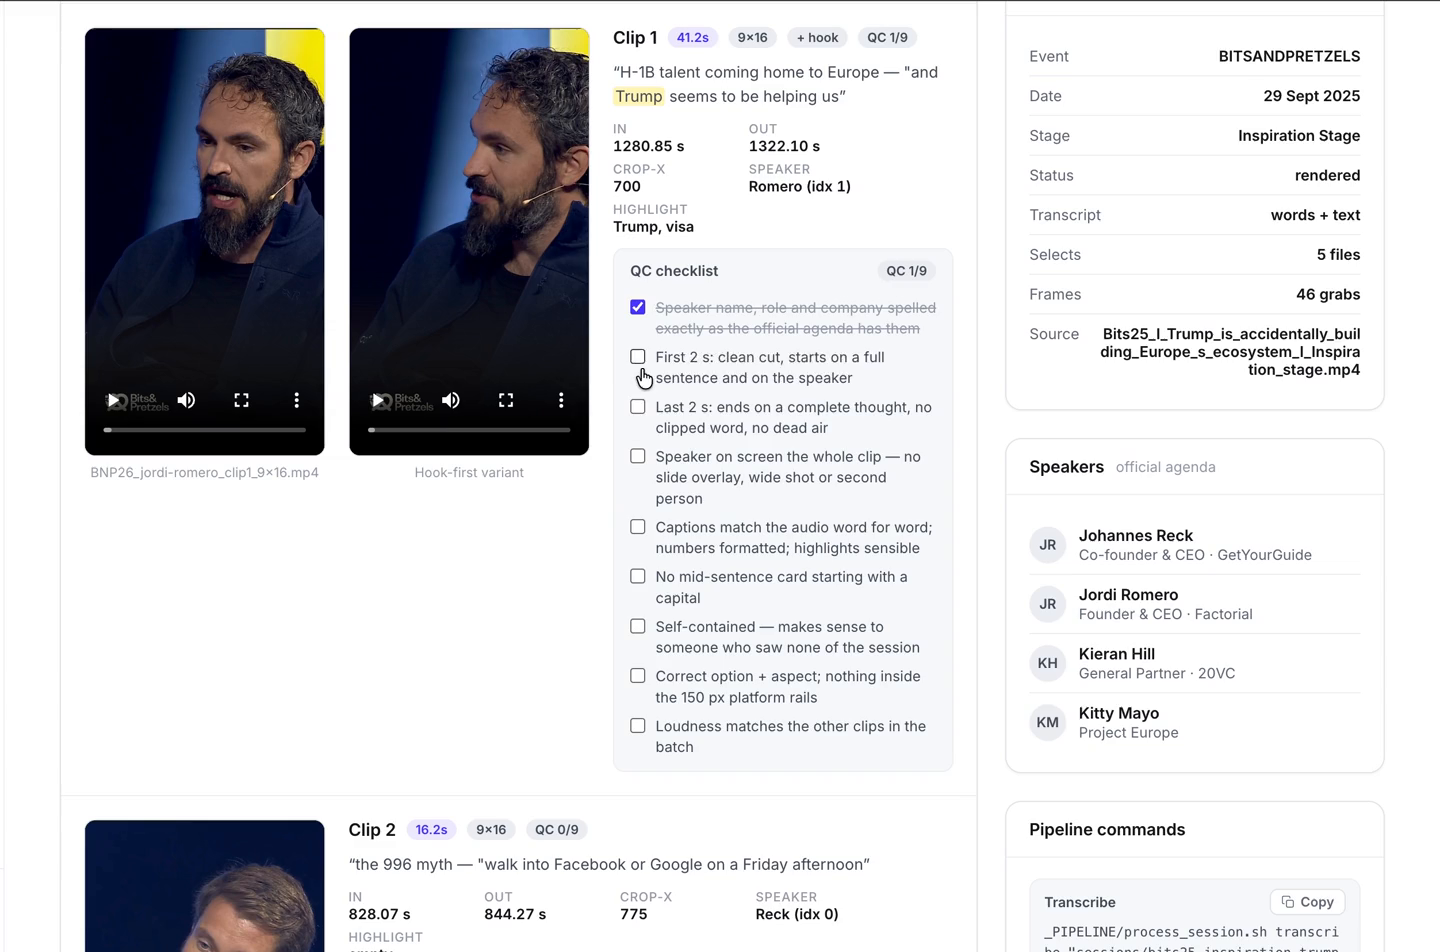 Clip 1 41.2s 9×16 + hook QC 1/9
“H-1B talent coming home to Europe — "and
Trump seems to be helping us”
IN OUT
1280.85 s 1322.10 s
CROP-X SPEAKER
700 Romero (idx 1)
HIGHLIGHT
Trump, visa
QC checklist QC 1/9
Speaker name, role and company spelled
exactly as the official agenda has them
First 2 s: clean cut, starts on a full
sentence and on the speaker
Last 2 s: ends on a complete thought, no
clipped word, no dead air
Speaker on screen the whole clip — no
slide overlay, wide shot or second
person
Captions match the audio word for word;
numbers formatted; highlights sensible
No mid-sentence card starting with a
capital
Self-contained — makes sense to
someone who saw none of the session
Correct option + aspect; nothing inside
the 150 px platform rails
Loudness matches the other clips in the
batch
Bits&
Pretzels
Bits&
Pretzels
BNP26_jordi-romero_clip1_9×16.mp4
Hook-first variant
Clip 2 16.2s 9×16 QC 0/9
“the 996 myth — "walk into Facebook or Google on a Friday afternoon”
IN OUT CROP-X SPEAKER
828.07 s 844.27 s 775 Reck (idx 0)
HIGHLIGHT
Event BITSANDPRETZELS
Date 29 Sept 2025
Stage Inspiration Stage
Status rendered
Transcript words + text
Selects 5 files
Frames 46 grabs
Source Bits25_I_Trump_is_accidentally_buil
ding_Europe_s_ecosystem_I_Inspira
tion_stage.mp4
Speakers official agenda
JR Johannes Reck
Co-founder & CEO · GetYourGuide
JR Jordi Romero
Founder & CEO · Factorial
KH Kieran Hill
General Partner · 20VC
KM Kitty Mayo
Project Europe
Pipeline commands
Transcribe Copy
_PIPELINE/process_session.sh transcri